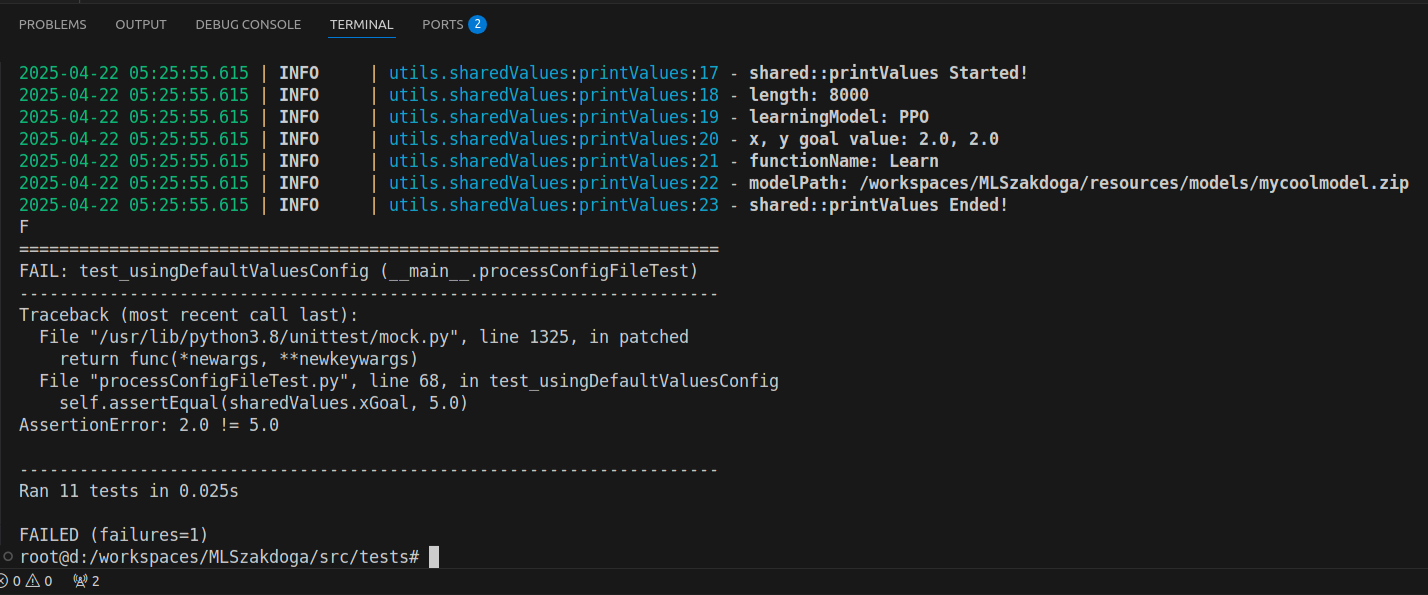 PROBLEMS OUTPUT DEBUG CONSOLE TERMINAL PORTS 2
2025-04-22 05:25:55.615 | INFO     | utils.sharedValues:printValues:17 - shared::printValues Started!
2025-04-22 05:25:55.615 | INFO     | utils.sharedValues:printValues:18 - length: 8000
2025-04-22 05:25:55.615 | INFO     | utils.sharedValues:printValues:19 - learningModel: PPO
2025-04-22 05:25:55.615 | INFO     | utils.sharedValues:printValues:20 - x, y goal value: 2.0, 2.0
2025-04-22 05:25:55.615 | INFO     | utils.sharedValues:printValues:21 - functionName: Learn
2025-04-22 05:25:55.615 | INFO     | utils.sharedValues:printValues:22 - modelPath: /workspaces/MLSzakdoga/resources/models/mycoolmodel.zip
2025-04-22 05:25:55.615 | INFO     | utils.sharedValues:printValues:23 - shared::printValues Ended!
F
======================================================================
FAIL: test_usingDefaultValuesConfig (__main__.processConfigFileTest)
----------------------------------------------------------------------
Traceback (most recent call last):
  File "/usr/lib/python3.8/unittest/mock.py", line 1325, in patched
    return func(*newargs, **newkeywargs)
  File "processConfigFileTest.py", line 68, in test_usingDefaultValuesConfig
    self.assertEqual(sharedValues.xGoal, 5.0)
AssertionError: 2.0 != 5.0
----------------------------------------------------------------------
Ran 11 tests in 0.025s
FAILED (failures=1)
root@d:/workspaces/MLSzakdoga/src/tests#
0 0 2